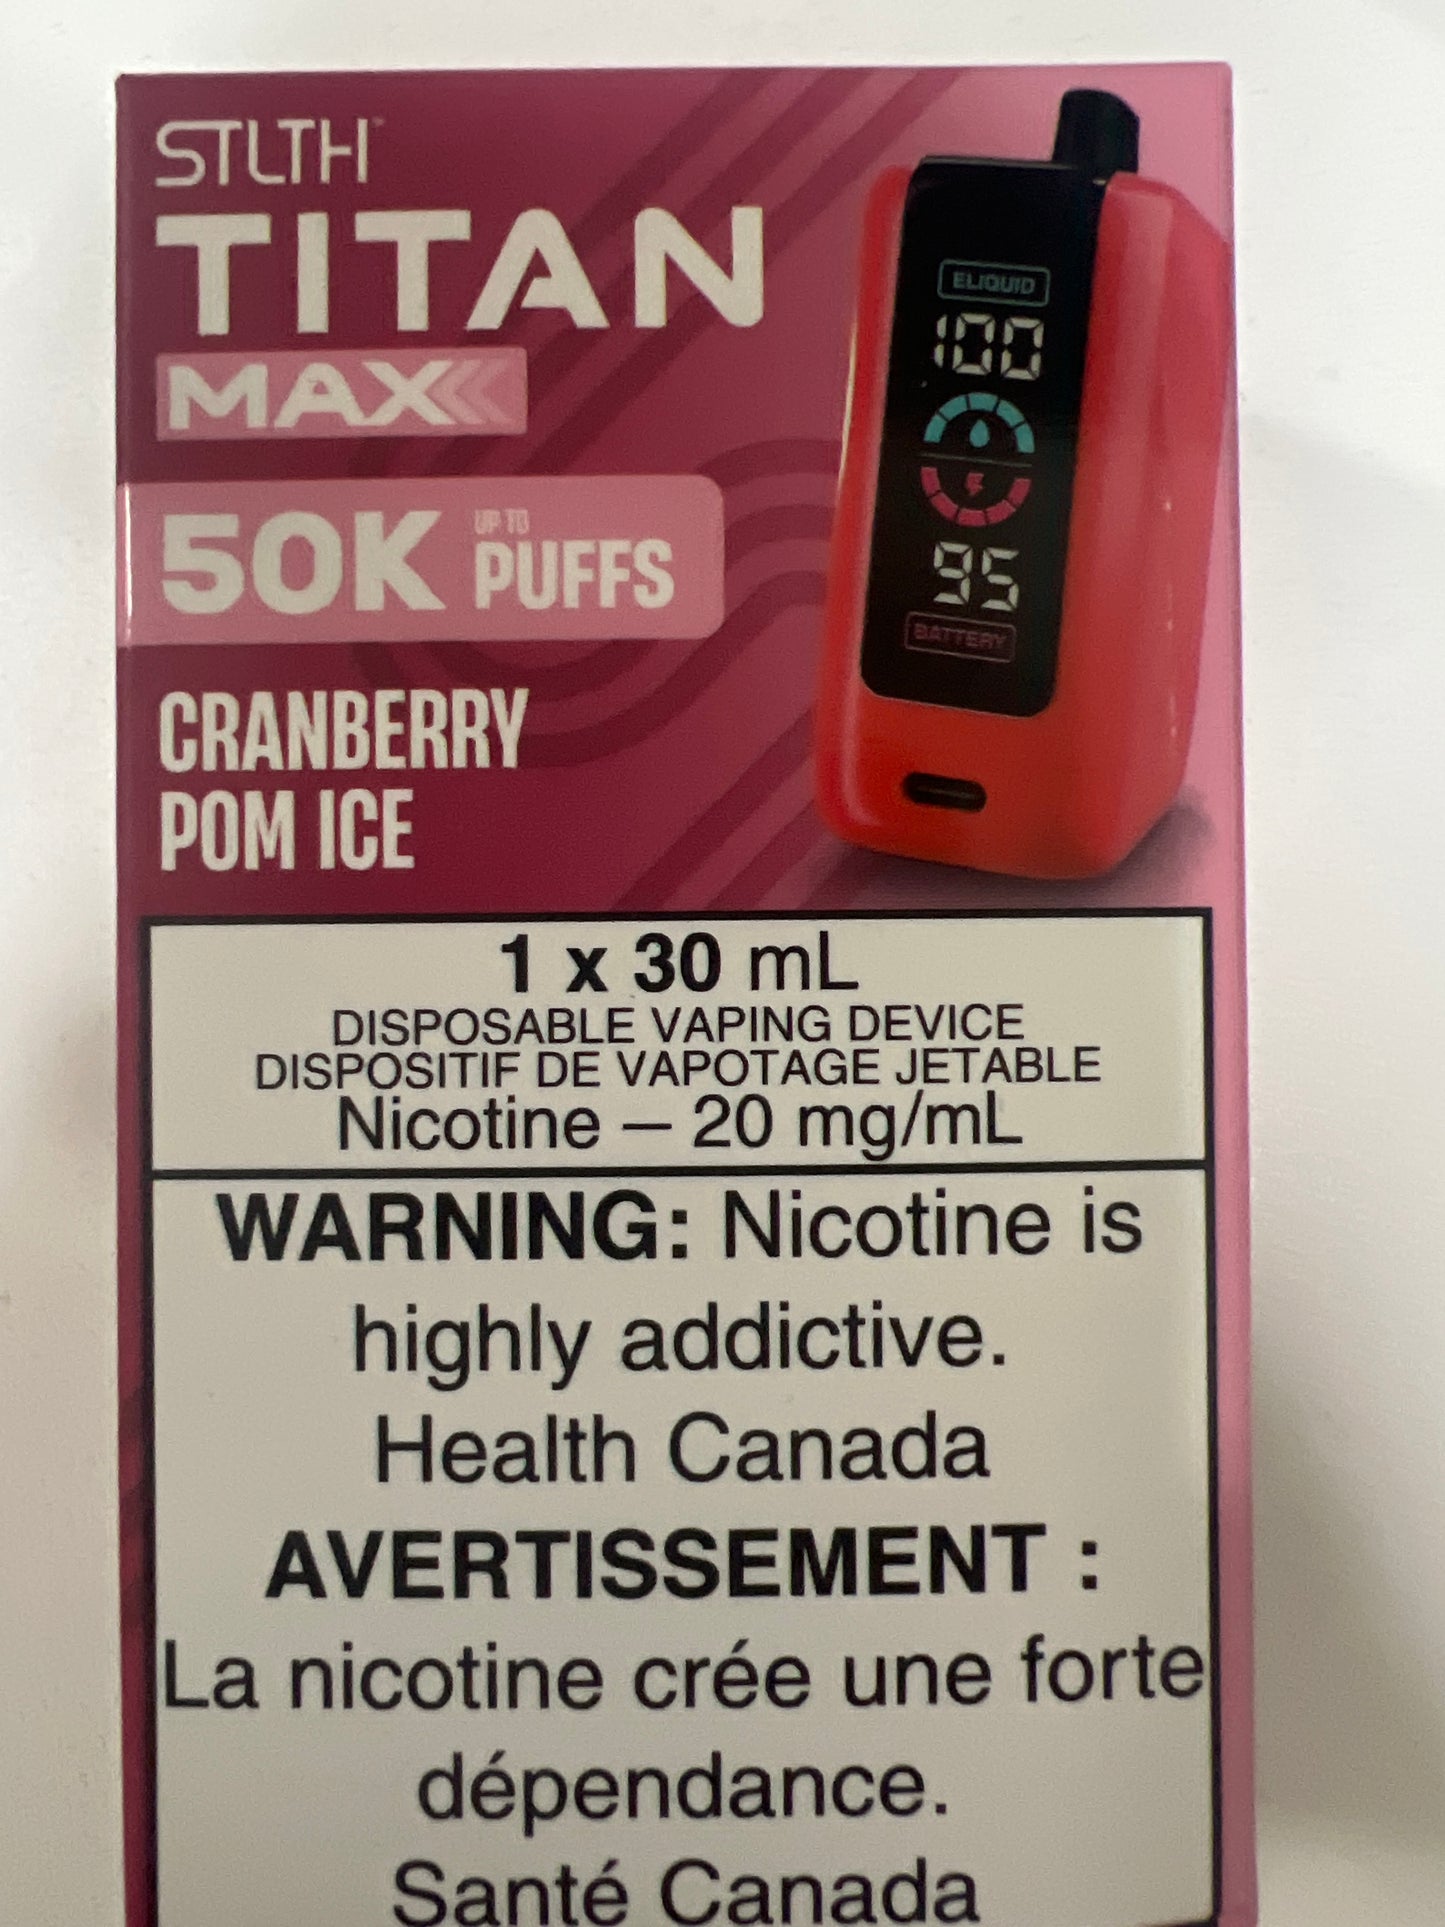 STLTH
TITAN
MAX
50K UP TO PUFFS
CRANBERRY
POM ICE
ELIQUID
100
95
BATTERY
1 x 30 mL
DISPOSABLE VAPING DEVICE
DISPOSITIF DE VAPOTAGE JETABLE
Nicotine – 20 mg/mL
WARNING: Nicotine is
highly addictive.
Health Canada
AVERTISSEMENT :
La nicotine crée une forte
dépendance.
Santé Canada